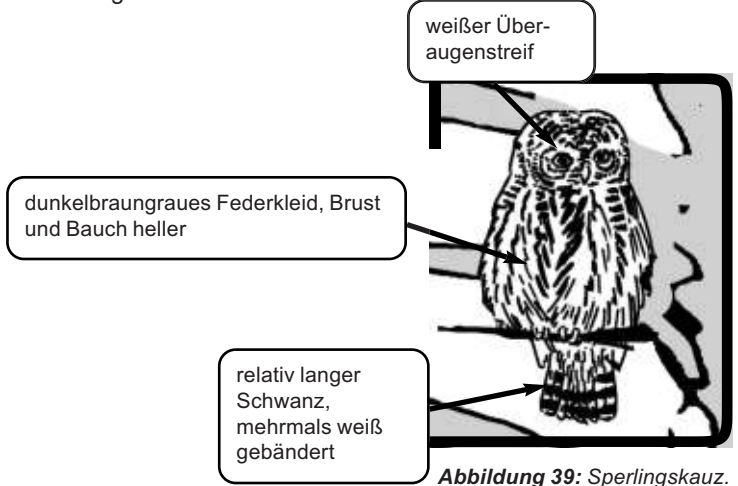 weißer Über-
augenstreif
dunkelbraungraues Federkleid, Brust
und Bauch heller
relativ langer
Schwanz,
mehrmals weiß
gebändert
Abbildung 39: Sperlingskauz.